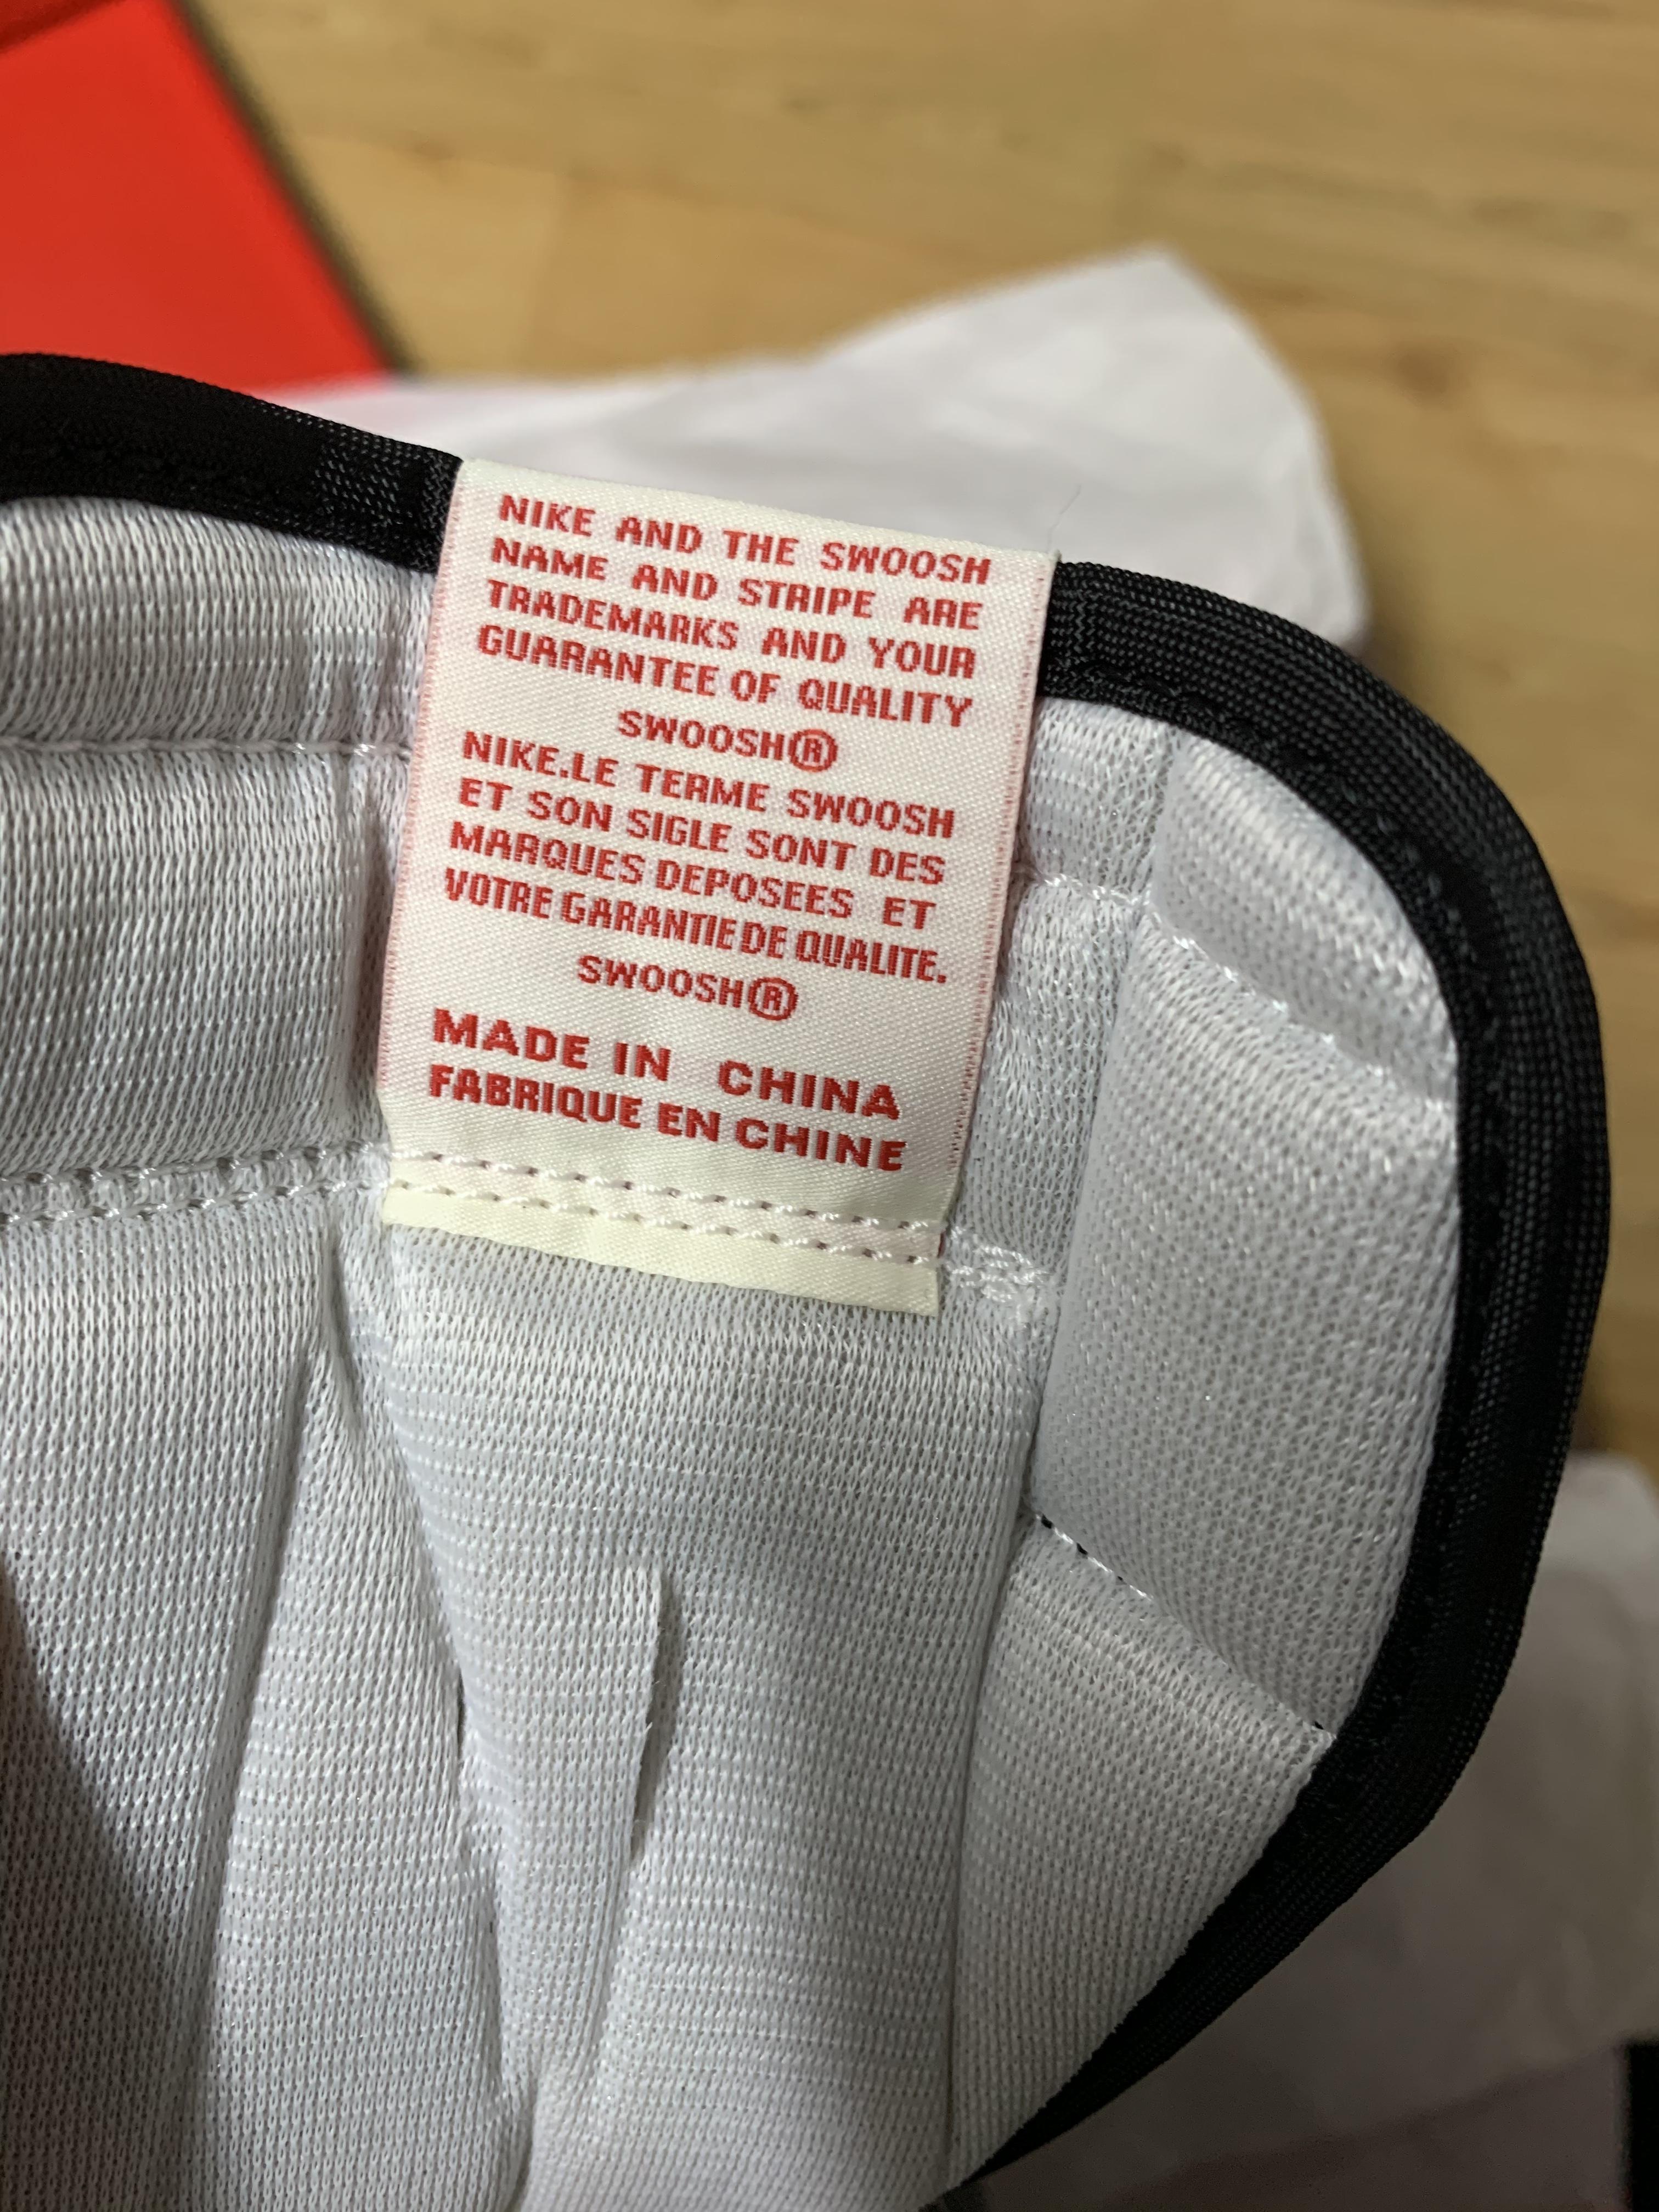 NIKE AND THE SWOOSH
NAME AND STRIPE ARE
TRADEMARKS AND YOUR
GUARANTEE OF QUALITY
SWOOSH®
NIKE.LE TERME SWOOSH
ET SON SIGLE SONT DES
MARQUES DEPOSEES ET
VOTRE GARANTIE DE QUALITE.
SWOOSH®
MADE IN CHINA
FABRIQUE EN CHINE